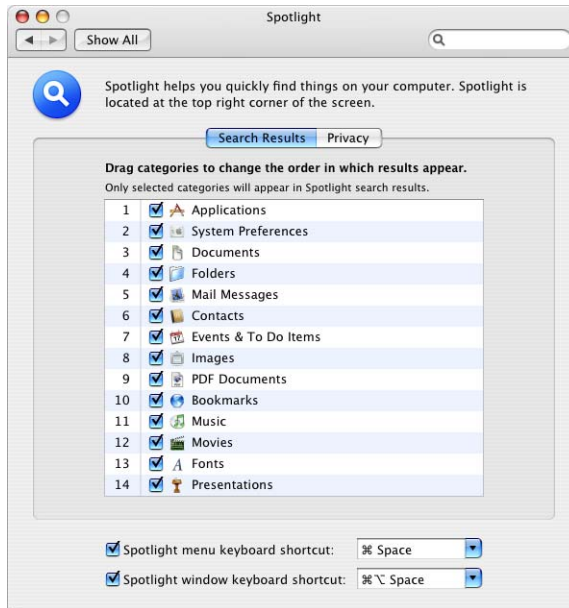 Spotlight
Show All
Spotlight helps you quickly find things on your computer. Spotlight is
located at the top right corner of the screen.
Search Results Privacy
Drag categories to change the order in which results appear.
Only selected categories will appear in Spotlight search results.
1 Applications
2 System Preferences
3 Documents
4 Folders
5 Mail Messages
6 Contacts
7 Events & To Do Items
8 Images
9 PDF Documents
10 Bookmarks
11 Music
12 Movies
13 Fonts
14 Presentations
Spotlight menu keyboard shortcut: ⌘ Space
Spotlight window keyboard shortcut: ⌘⌥ Space